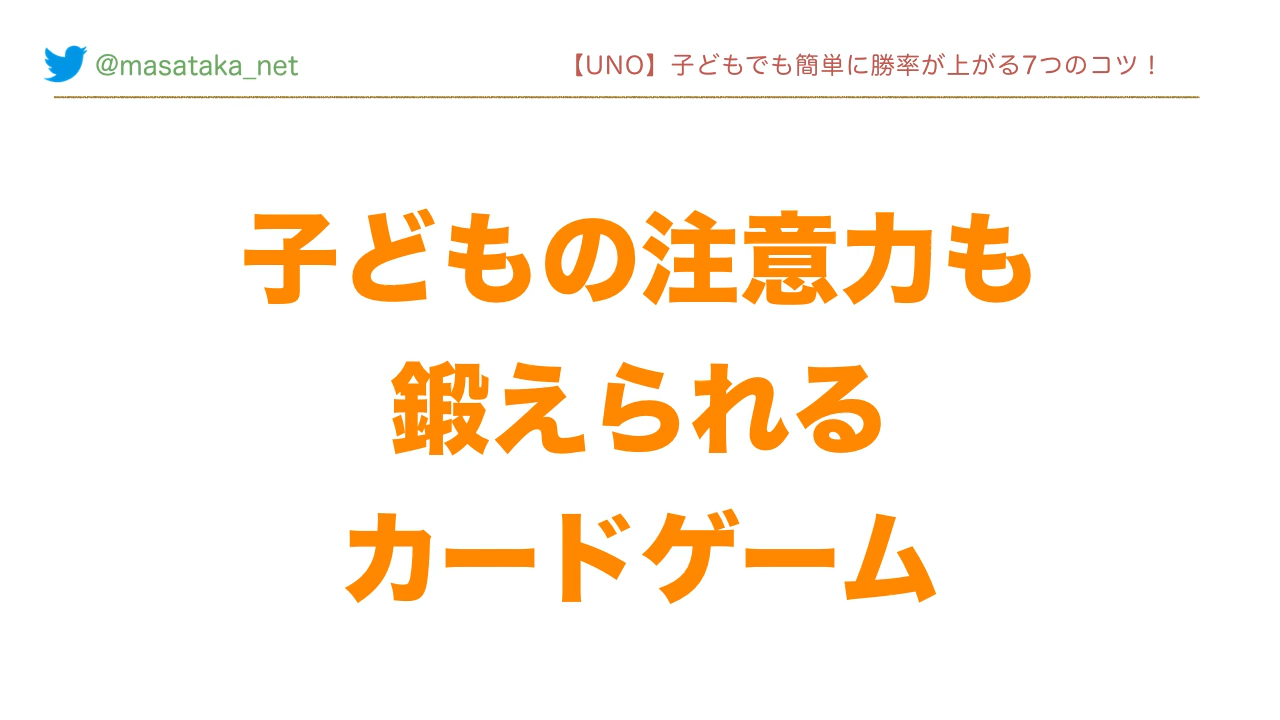 @masataka_net
【UNO】子どもでも簡単に勝率が上がる7つのコツ！
子どもの注意力も
鍛えられる
カードゲーム